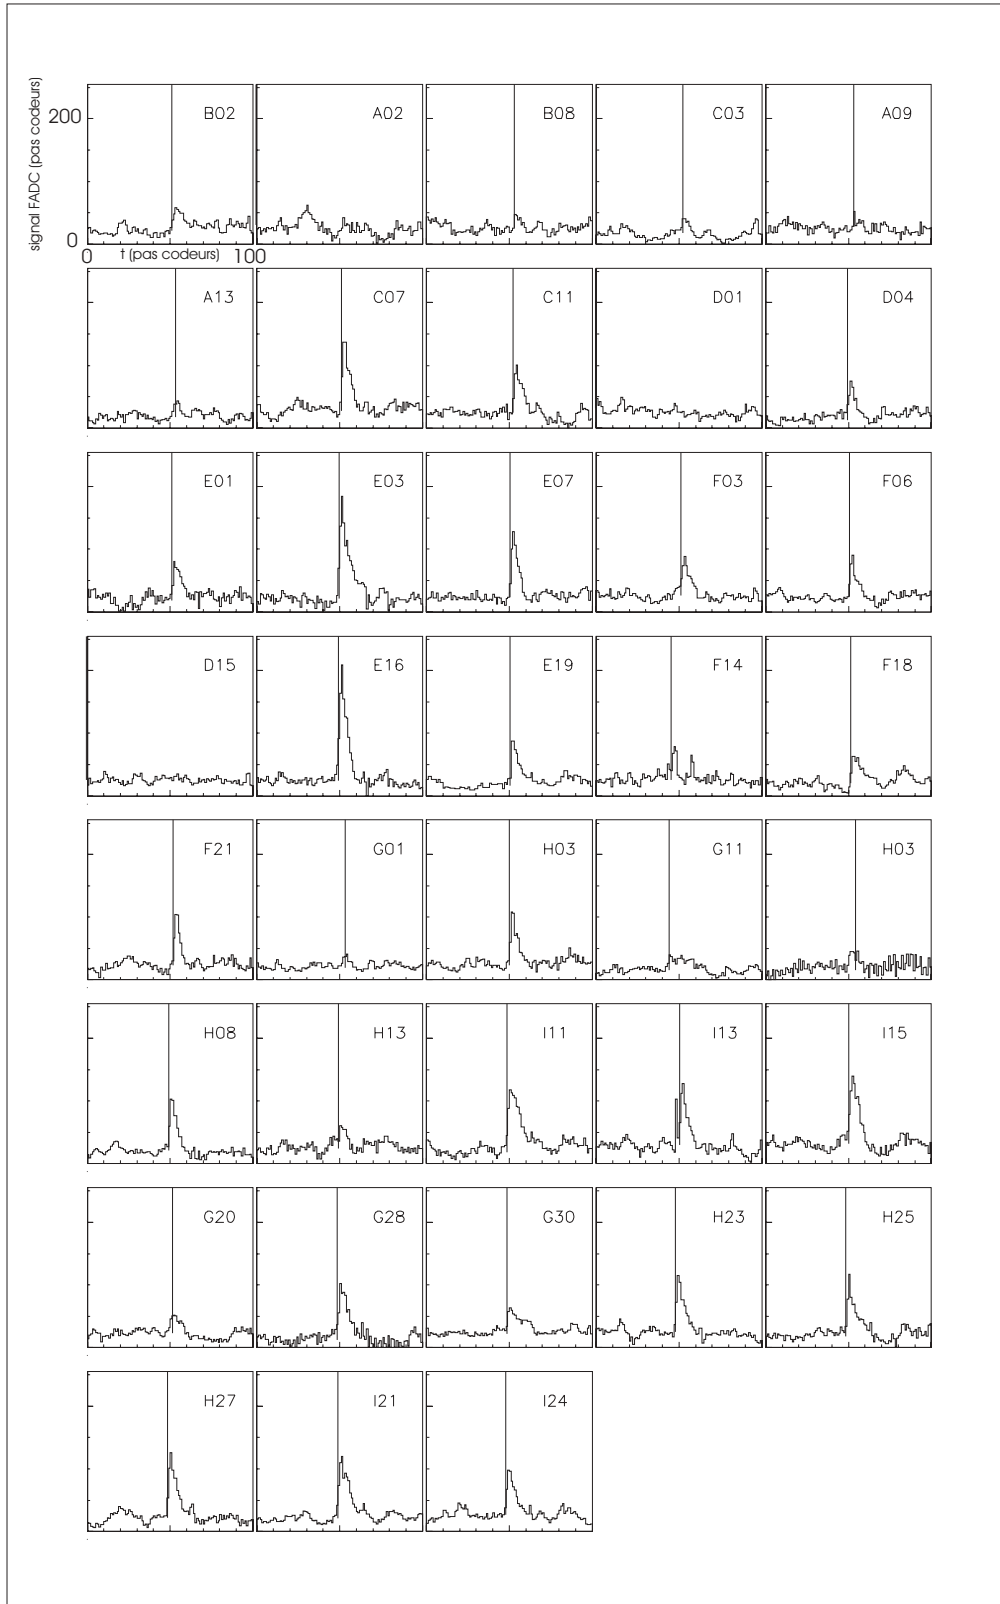 signal FADC (pas codeurs)
200
0
B02 A02 B08 C03 A09
0 t (pas codeurs) 100
A13 C07 C11 D01 D04
E01 E03 E07 F03 F06
D15 E16 E19 F14 F18
F21 G01 H03 G11 H03
H08 H13 I11 I13 I15
G20 G28 G30 H23 H25
H27 I21 I24